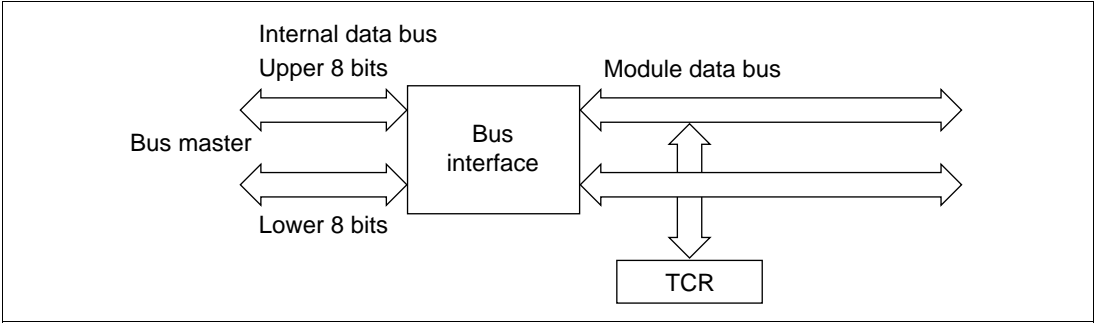 Internal data bus
Upper 8 bits
Module data bus
Bus master
Bus
interface
Lower 8 bits
TCR